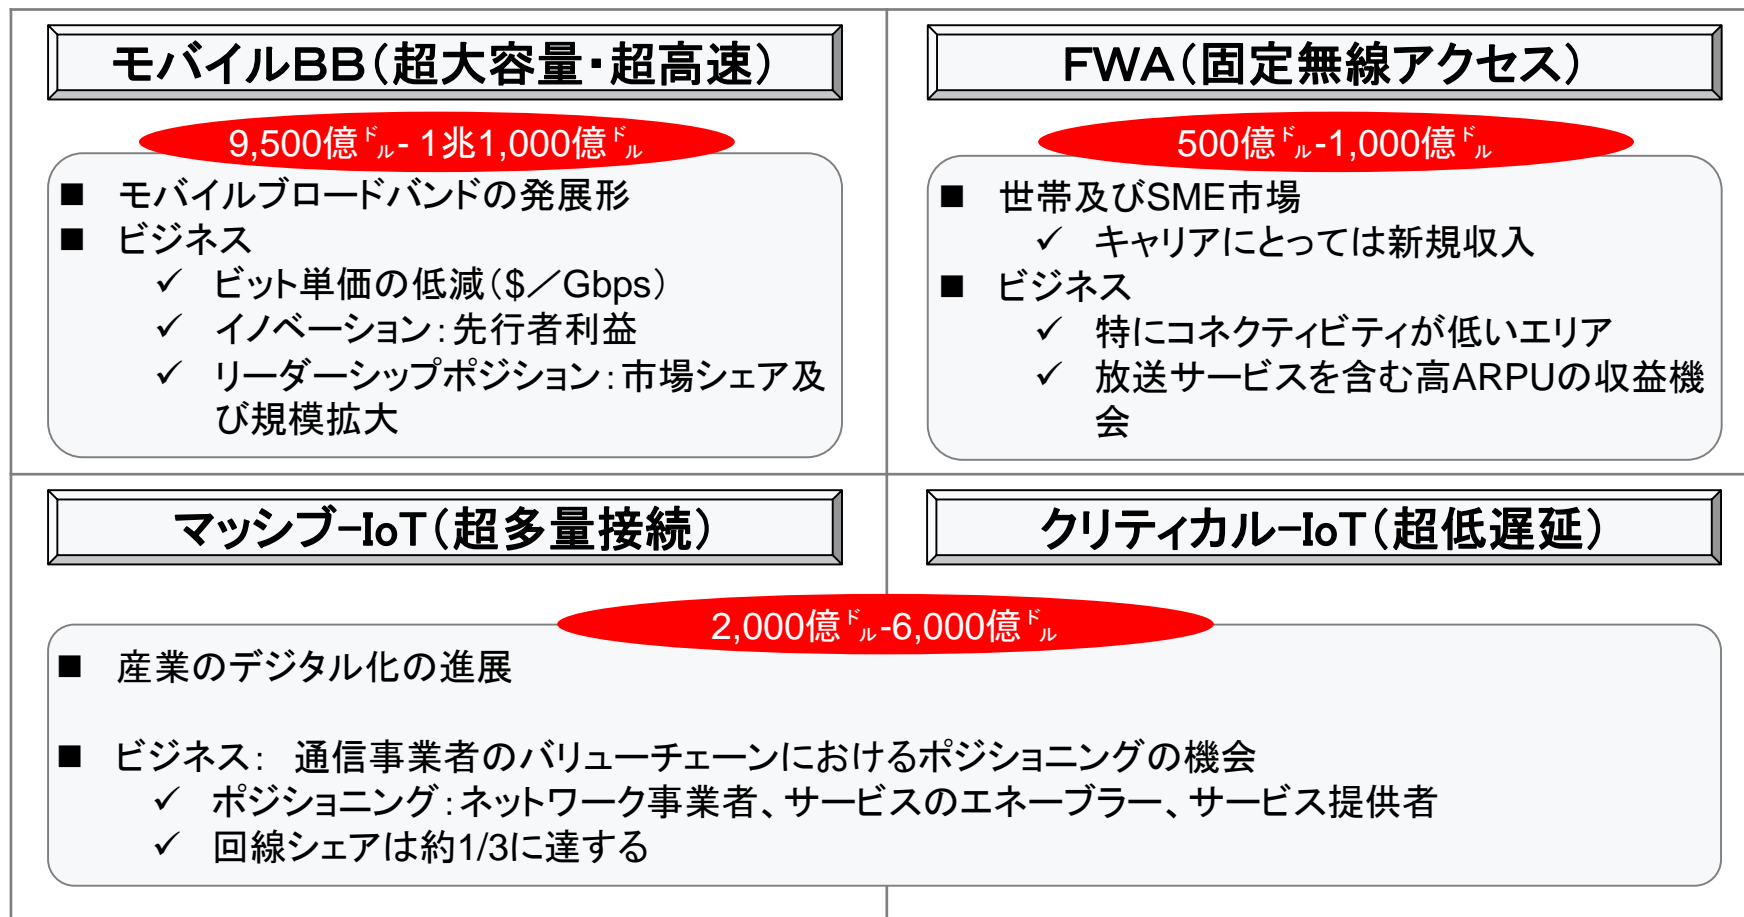 モバイルBB(超大容量・超高速)
9,500億㌦- 1兆1,000億㌦
■ モバイルブロードバンドの発展形
■ ビジネス
✓ ビット単価の低減($／Gbps)
✓ イノベーション：先行者利益
✓ リーダーシップポジション：市場シェア及
び規模拡大
FWA(固定無線アクセス)
500億㌦-1,000億㌦
■ 世帯及びSME市場
✓ キャリアにとっては新規収入
■ ビジネス
✓ 特にコネクティビティが低いエリア
✓ 放送サービスを含む高ARPUの収益機
会
マッシブ-IoT(超多量接続)
クリティカル-IoT(超低遅延)
2,000億㌦-6,000億㌦
■ 産業のデジタル化の進展
■ ビジネス： 通信事業者のバリューチェーンにおけるポジショニングの機会
✓ ポジショニング：ネットワーク事業者、サービスのエネーブラー、サービス提供者
✓ 回線シェアは約1/3に達する